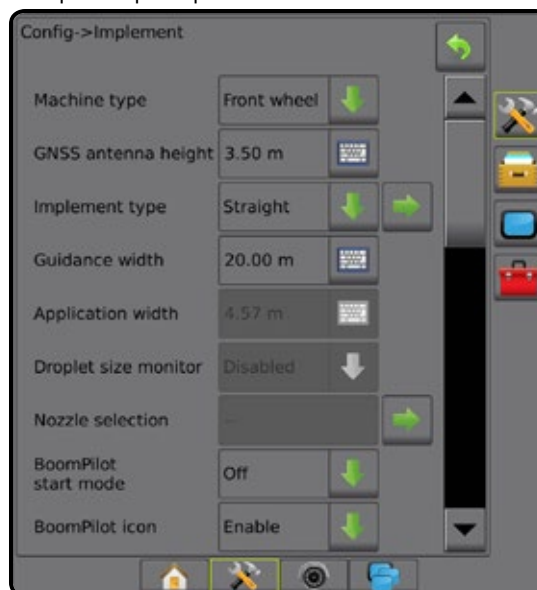 Config->Implement
Machine type Front wheel
GNSS antenna height 3.50 m
Implement type Straight
Guidance width 20.00 m
Application width 4.57 m
Droplet size monitor Disabled
Nozzle selection --
BoomPilot
start mode Off
BoomPilot icon Enable